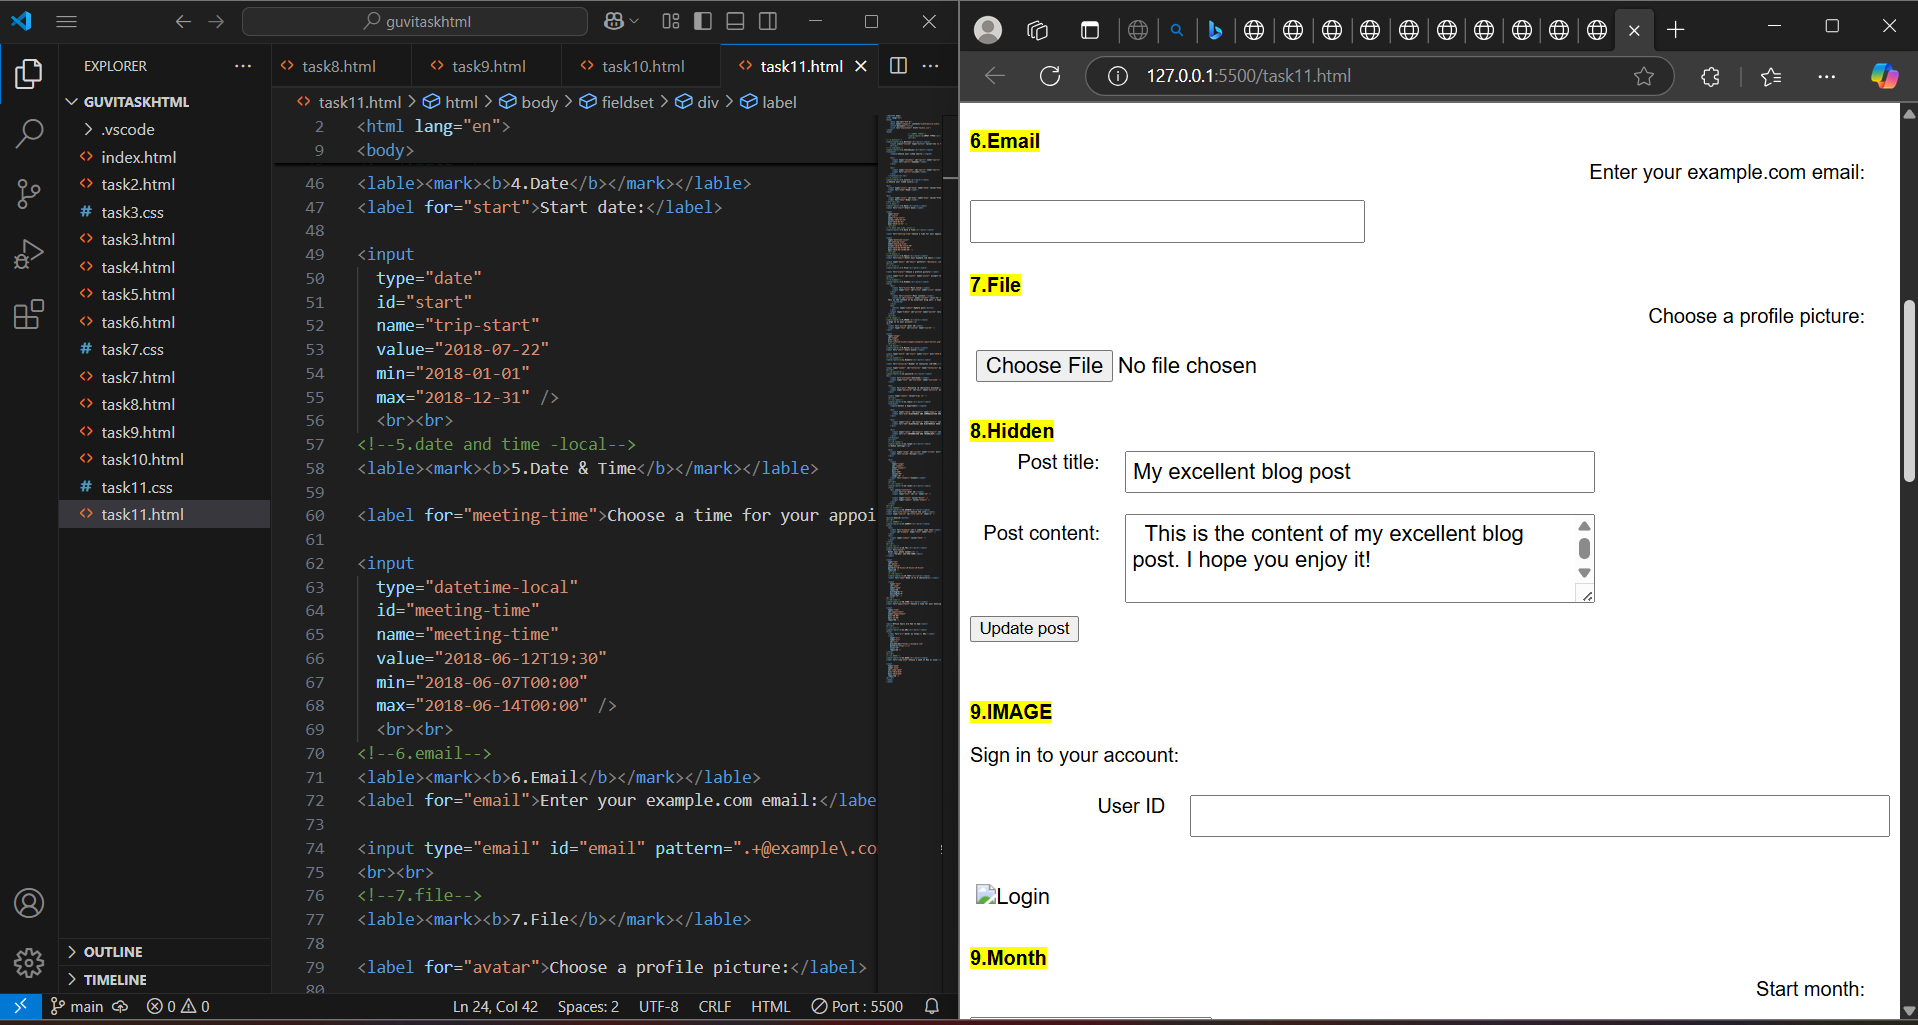 guvitaskhtml
EXPLORER
GUVITASKHTML
.vscode
index.html
task2.html
task3.css
task3.html
task4.html
task5.html
task6.html
task7.css
task7.html
task8.html
task9.html
task10.html
task11.css
task11.html
OUTLINE
TIMELINE
task8.html task9.html task10.html task11.html
task11.html > html > body > fieldset > div > label
2 <html lang="en">
9 <body>
46 <lable><mark><b>4.Date</b></mark></lable>
47 <label for="start">Start date:</label>
48
49 <input
50 type="date"
51 id="start"
52 name="trip-start"
53 value="2018-07-22"
54 min="2018-01-01"
55 max="2018-12-31" />
56 <br><br>
57 <!--5.date and time -local-->
58 <lable><mark><b>5.Date & Time</b></mark></lable>
59
60 <label for="meeting-time">Choose a time for your appoi
61
62 <input
63 type="datetime-local"
64 id="meeting-time"
65 name="meeting-time"
66 value="2018-06-12T19:30"
67 min="2018-06-07T00:00"
68 max="2018-06-14T00:00" />
69 <br><br>
70 <!--6.email-->
71 <lable><mark><b>6.Email</b></mark></lable>
72 <label for="email">Enter your example.com email:</labe
73
74 <input type="email" id="email" pattern=".+@example\.co
75 <br><br>
76 <!--7.file-->
77 <lable><mark><b>7.File</b></mark></lable>
78
79 <label for="avatar">Choose a profile picture:</label>
80
main 0 0 Ln 24, Col 42 Spaces: 2 UTF-8 CRLF HTML Port : 5500
127.0.0.1:5500/task11.html
6.Email
Enter your example.com email:
7.File
Choose a profile picture:
Choose File No file chosen
8.Hidden
Post title: My excellent blog post
Post content: This is the content of my excellent blog
post. I hope you enjoy it!
Update post
9.IMAGE
Sign in to your account:
User ID
Login
9.Month
Start month: